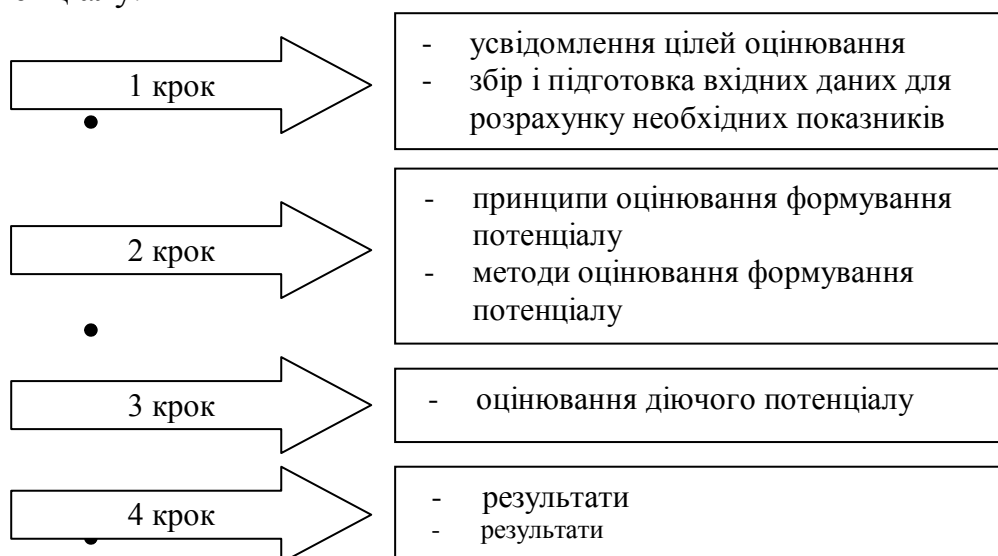 1 крок
- усвідомлення цілей оцінювання
- збір і підготовка вхідних даних для
розрахунку необхідних показників
2 крок
- принципи оцінювання формування
потенціалу
- методи оцінювання формування
потенціалу
3 крок
- оцінювання діючого потенціалу
4 крок
- результати
- результати